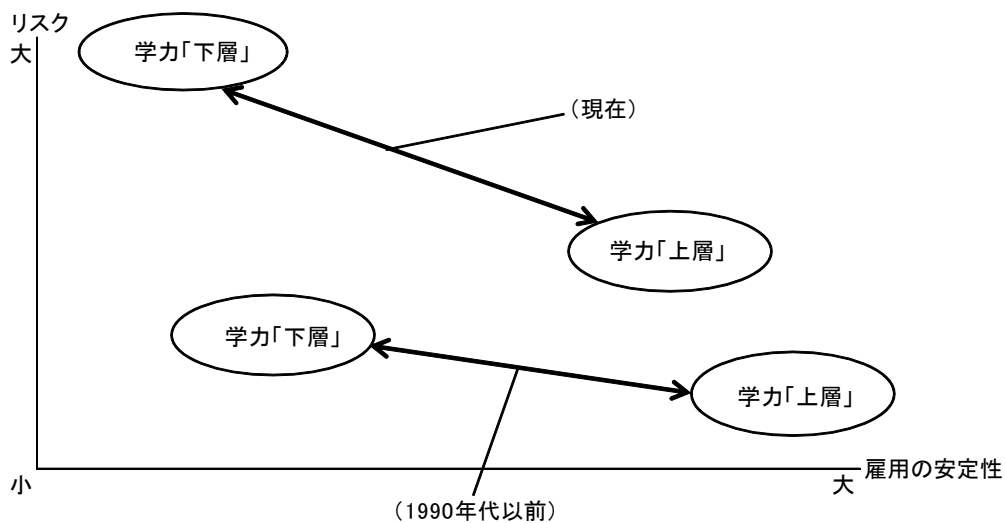 リスク
大
学力「下層」
（現在）
学力「上層」
学力「下層」
学力「上層」
小
大
雇用の安定性
（1990年代以前）